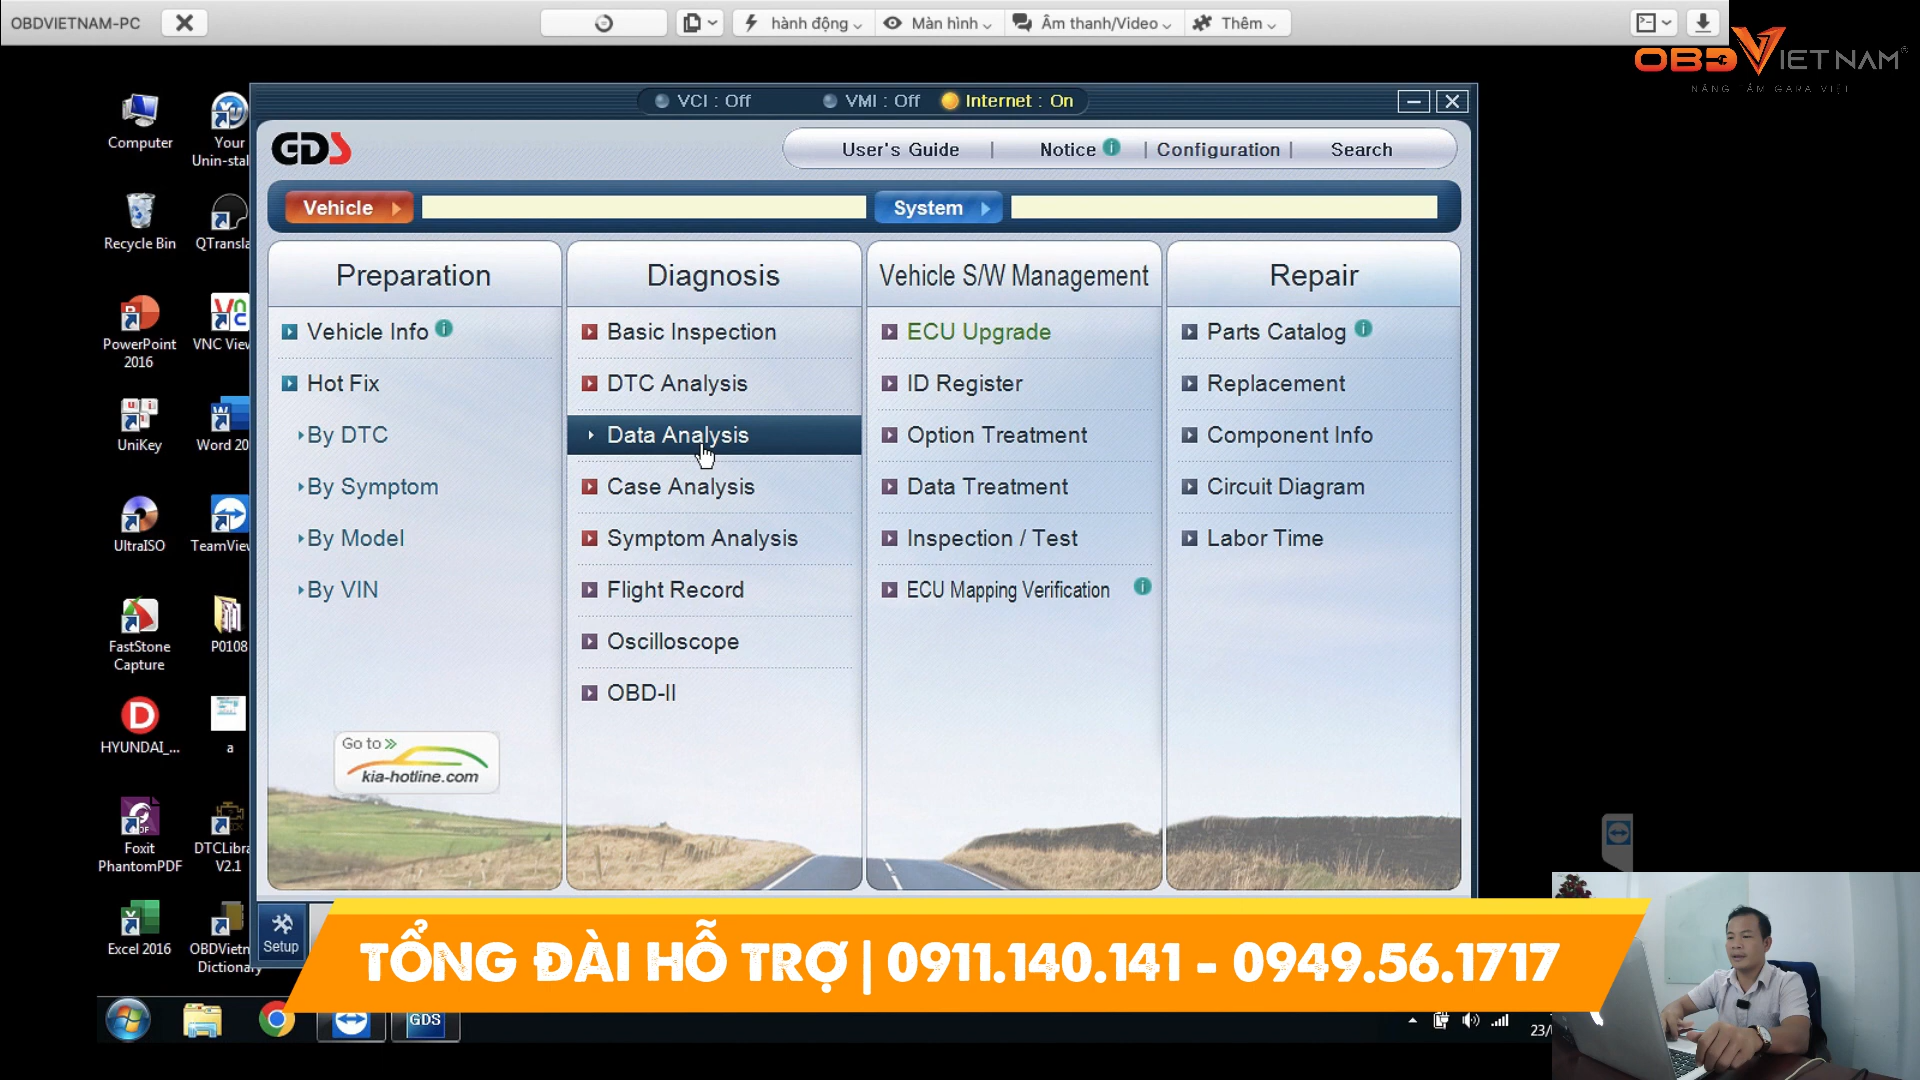 OBDVIETNAM-PC
hành động
Màn hình
Âm thanh/Video
Thêm
OBD VIETNAM
VCI : Off
VMI : Off
Internet : On
GDS
User's Guide
Notice
Configuration
Search
Vehicle
System
Preparation
Vehicle Info
Hot Fix
By DTC
By Symptom
By Model
By VIN
Go to
kia-hotline.com
Diagnosis
Basic Inspection
DTC Analysis
Data Analysis
Case Analysis
Symptom Analysis
Flight Record
Oscilloscope
OBD-II
Vehicle S/W Management
ECU Upgrade
ID Register
Option Treatment
Data Treatment
Inspection / Test
ECU Mapping Verification
Repair
Parts Catalog
Replacement
Component Info
Circuit Diagram
Labor Time
Computer
Your
Unin-stal
Recycle Bin
QTransla
PowerPoint
2016
VNC View
UniKey
Word 20
UltraISO
TeamView
FastStone
Capture
P0108
HYUNDAI_...
a
Foxit
PhantomPDF
DTCLibra
V2.1
Excel 2016
OBDVietn
Dictionary
Setup
TỔNG ĐÀI HỖ TRỢ | 0911.140.141 - 0949.56.1717
GDS
23/